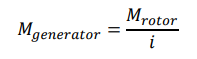 M_generator = M_rotor / i